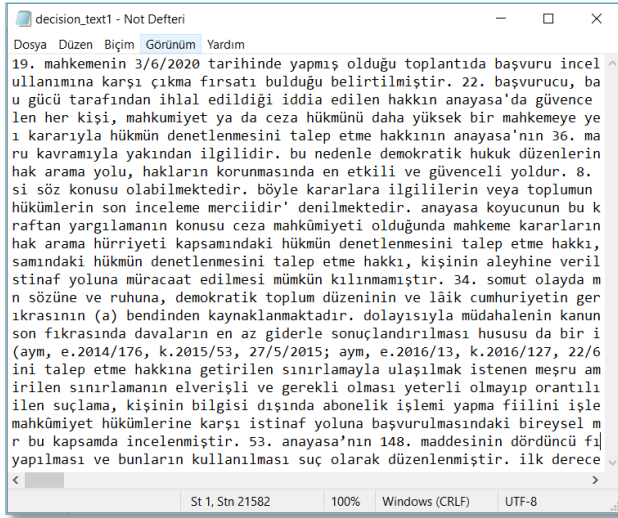 decision_text1 - Not Defteri
Dosya Düzen Biçim Görünüm Yardım
19. mahkemenin 3/6/2020 tarihinde yapmış olduğu toplantıda başvuru incel
ullanımına karşı çıkma fırsatı bulduğu belirtilmiştir. 22. başvurucu, ba
u gücü tarafından ihlal edildiği iddia edilen hakkın anayasa'da güvence
len her kişi, mahkumiyet ya da ceza hükmünü daha yüksek bir mahkemeye ye
ı kararıyla hükmün denetlenmesini talep etme hakkının anayasa'nın 36. ma
ru kavramıyla yakından ilgilidir. bu nedenle demokratik hukuk düzenlerin
hak arama yolu, hakların korunmasında en etkili ve güvenceli yoldur. 8.
si söz konusu olabilmektedir. böyle kararlara ilgililerin veya toplumun
hükümlerin son inceleme merciidir' denilmektedir. anayasa koyucunun bu k
raftan yargılamanın konusu ceza mahkûmiyeti olduğunda mahkeme kararların
hak arama hürriyeti kapsamındaki hükmün denetlenmesini talep etme hakkı,
samındaki hükmün denetlenmesini talep etme hakkı, kişinin aleyhine veril
stinaf yoluna müracaat edilmesi mümkün kılınmamıştır. 34. somut olayda m
n sözüne ve ruhuna, demokratik toplum düzeninin ve lâik cumhuriyetin ger
ıkrasının (a) bendinden kaynaklanmaktadır. dolayısıyla müdahalenin kanun
son fıkrasında davaların en az giderle sonuçlandırılması hususu da bir i
(aym, e.2014/176, k.2015/53, 27/5/2015; aym, e.2016/13, k.2016/127, 22/6
ini talep etme hakkına getirilen sınırlamayla ulaşılmak istenen meşru am
irilen sınırlamanın elverişli ve gerekli olması yeterli olmayıp orantılı
ilen suçlama, kişinin bilgisi dışında abonelik işlemi yapma fiilini işle
mahkûmiyet hükümlerine karşı istinaf yoluna başvurulmasındaki bireysel m
r bu kapsamda incelenmiştir. 53. anayasa’nın 148. maddesinin dördüncü fı
yapılması ve bunların kullanılması suç olarak düzenlenmiştir. ilk derece
St 1, Stn 21582 100% Windows (CRLF) UTF-8